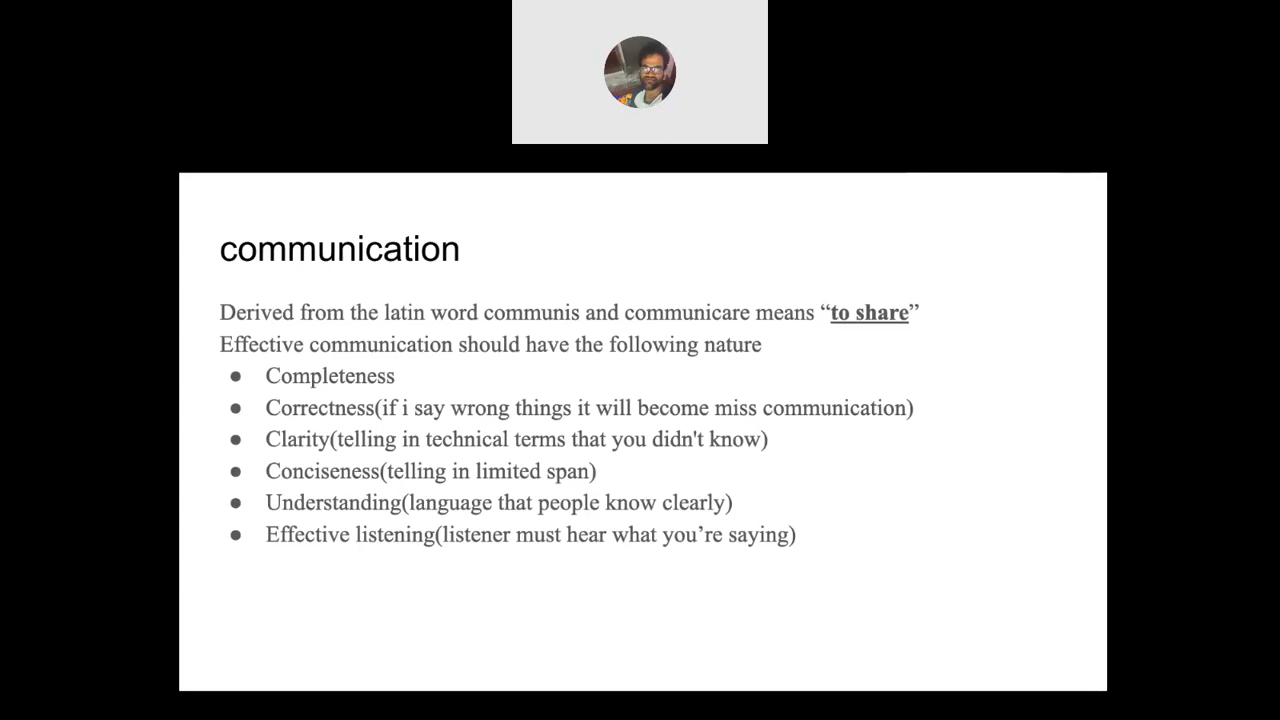 communication
Derived from the latin word communis and communicare means “to share”
Effective communication should have the following nature
● Completeness
● Correctness(if i say wrong things it will become miss communication)
● Clarity(telling in technical terms that you didn't know)
● Conciseness(telling in limited span)
● Understanding(language that people know clearly)
● Effective listening(listener must hear what you’re saying)